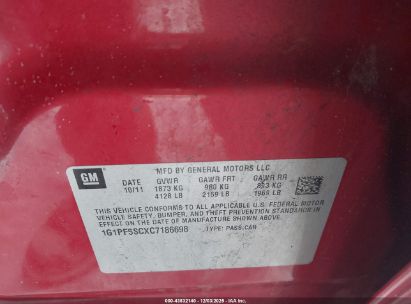 GM
MFD BY GENERAL MOTORS LLC
DATE GVWR GAWR FRT GAWR RR
10/11 1873 KG 980 KG 893 KG
4128 LB 2159 LB 1969 LB
THIS VEHICLE CONFORMS TO ALL APPLICABLE U.S. FEDERAL MOTOR
VEHICLE SAFETY, BUMPER, AND THEFT PREVENTION STANDARDS IN
EFFECT ON THE DATE OF MANUFACTURE SHOWN ABOVE.
1G1PF5SCXC7186698 TYPE: PASS.CAR